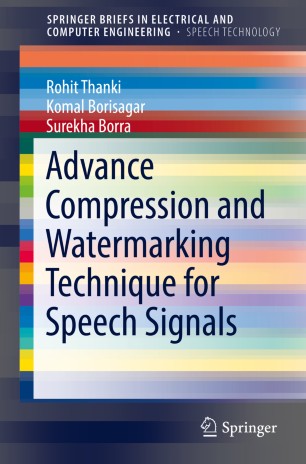 SPRINGER BRIEFS IN ELECTRICAL AND
COMPUTER ENGINEERING · SPEECH TECHNOLOGY
Rohit Thanki
Komal Borisagar
Surekha Borra
Advance
Compression and
Watermarking
Technique for
Speech Signals
Springer